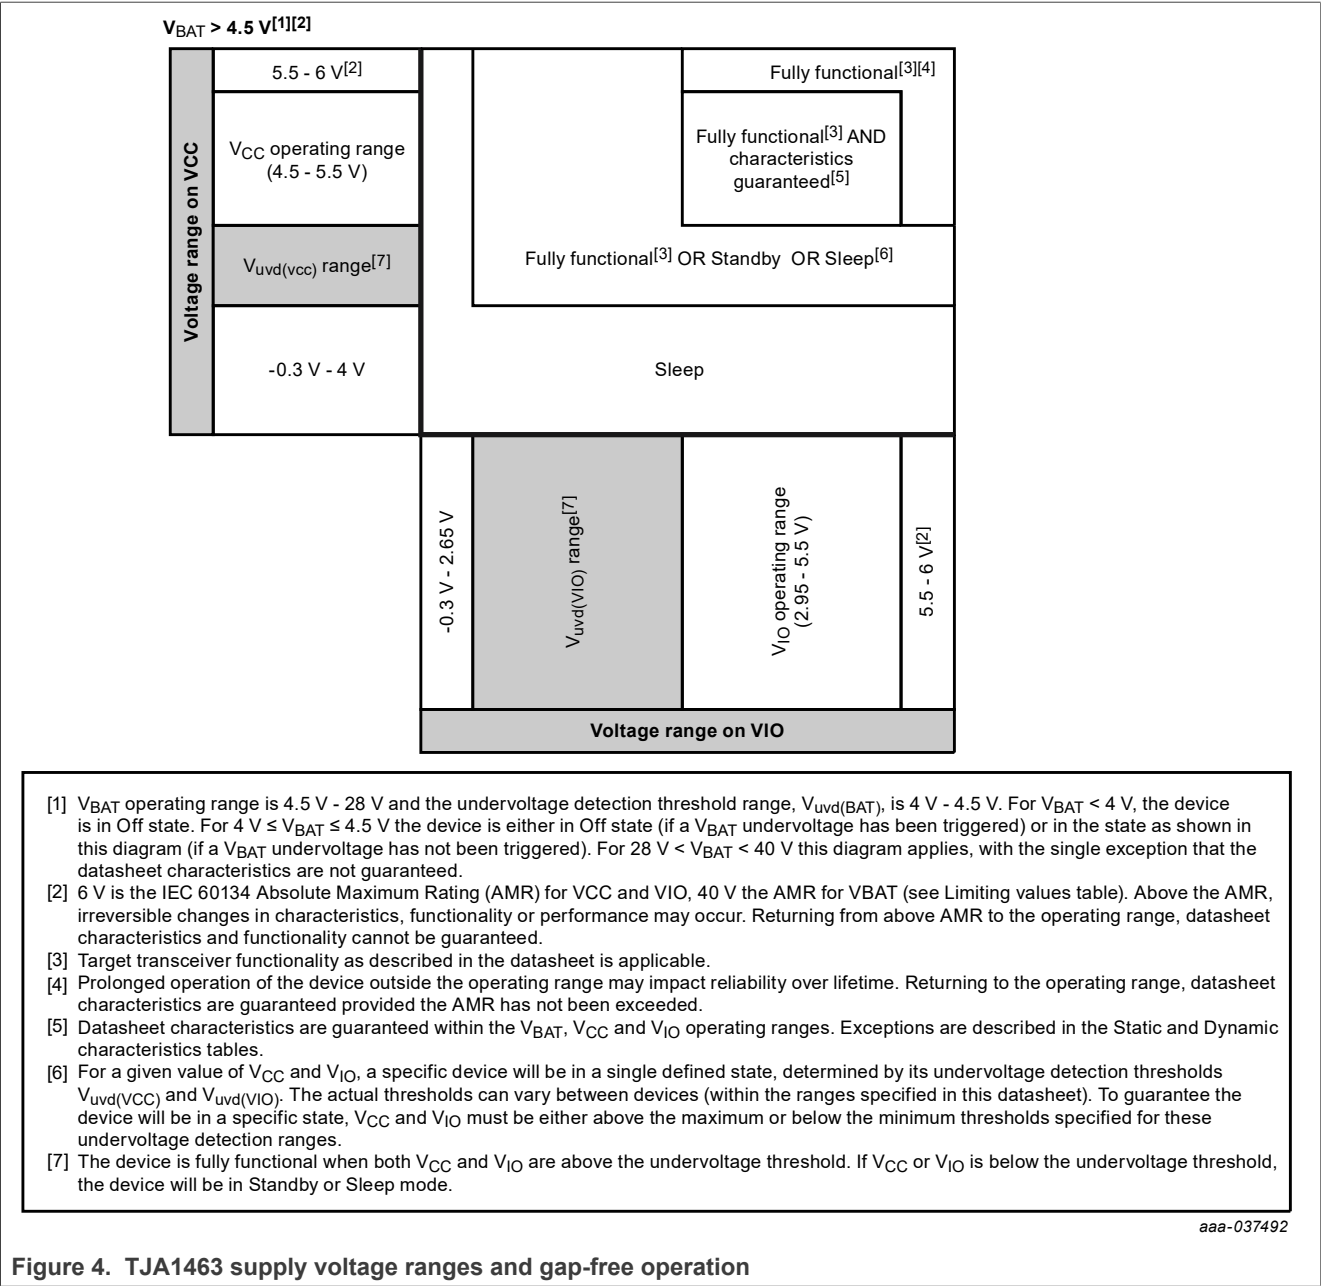 VBAT > 4.5 V[1][2]
Voltage range on VCC
5.5 - 6 V[2]
Fully functional[3][4]
VCC operating range
(4.5 - 5.5 V)
Fully functional[3] AND
characteristics
guaranteed[5]
Vuvd(vcc) range[7]
Fully functional[3] OR Standby OR Sleep[6]
-0.3 V - 4 V
Sleep
-0.3 V - 2.65 V
Vuvd(VIO) range[7]
VIO operating range
(2.95 - 5.5 V)
5.5 - 6 V[2]
Voltage range on VIO
[1] VBAT operating range is 4.5 V - 28 V and the undervoltage detection threshold range, Vuvd(BAT), is 4 V - 4.5 V. For VBAT < 4 V, the device
is in Off state. For 4 V ≤ VBAT ≤ 4.5 V the device is either in Off state (if a VBAT undervoltage has been triggered) or in the state as shown in
this diagram (if a VBAT undervoltage has not been triggered). For 28 V < VBAT < 40 V this diagram applies, with the single exception that the
datasheet characteristics are not guaranteed.
[2] 6 V is the IEC 60134 Absolute Maximum Rating (AMR) for VCC and VIO, 40 V the AMR for VBAT (see Limiting values table). Above the AMR,
irreversible changes in characteristics, functionality or performance may occur. Returning from above AMR to the operating range, datasheet
characteristics and functionality cannot be guaranteed.
[3] Target transceiver functionality as described in the datasheet is applicable.
[4] Prolonged operation of the device outside the operating range may impact reliability over lifetime. Returning to the operating range, datasheet
characteristics are guaranteed provided the AMR has not been exceeded.
[5] Datasheet characteristics are guaranteed within the VBAT, VCC and VIO operating ranges. Exceptions are described in the Static and Dynamic
characteristics tables.
[6] For a given value of VCC and VIO, a specific device will be in a single defined state, determined by its undervoltage detection thresholds
Vuvd(VCC) and Vuvd(VIO). The actual thresholds can vary between devices (within the ranges specified in this datasheet). To guarantee the
device will be in a specific state, VCC and VIO must be either above the maximum or below the minimum thresholds specified for these
undervoltage detection ranges.
[7] The device is fully functional when both VCC and VIO are above the undervoltage threshold. If VCC or VIO is below the undervoltage threshold,
the device will be in Standby or Sleep mode.
aaa-037492
Figure 4. TJA1463 supply voltage ranges and gap-free operation